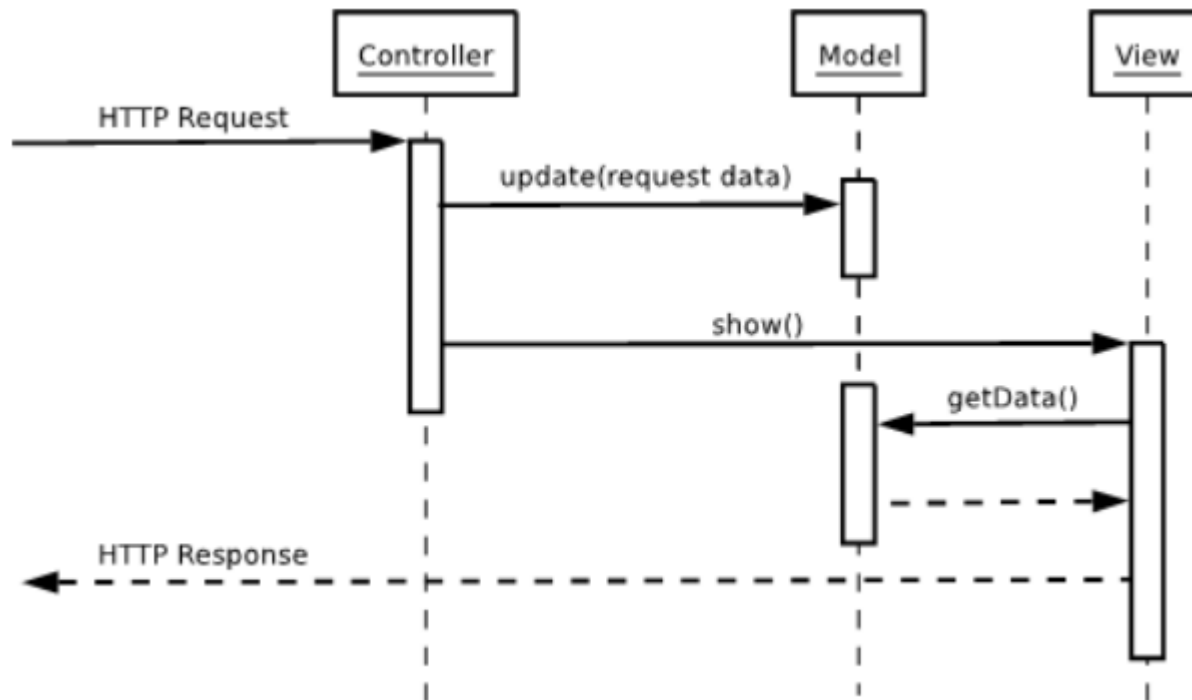 Controller
Model
View
HTTP Request
update(request data)
show()
getData()
HTTP Response